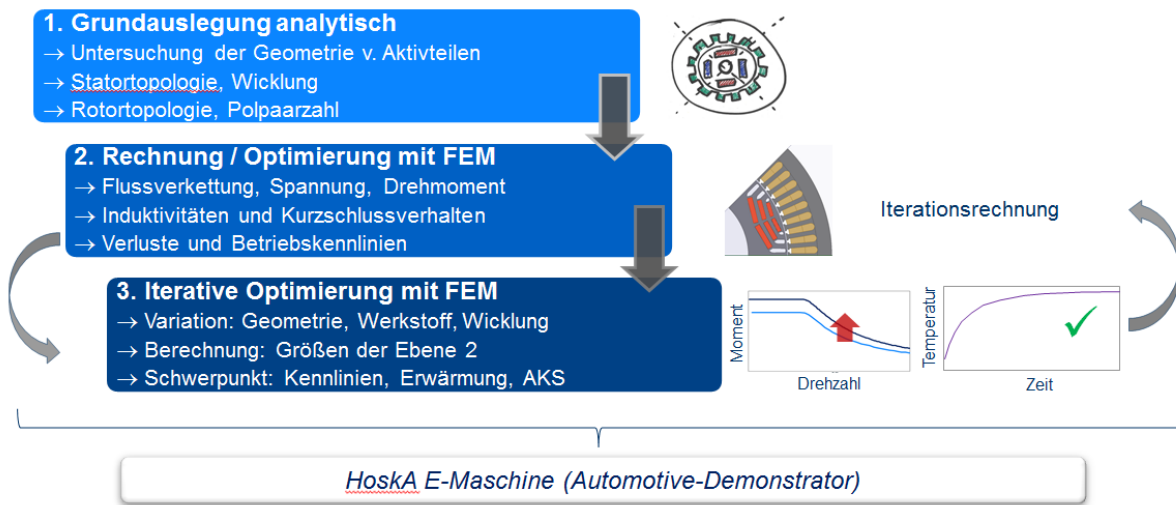 1. Grundauslegung analytisch
→ Untersuchung der Geometrie v. Aktivteilen
→ Statortopologie, Wicklung
→ Rotortopologie, Polpaarzahl
2. Rechnung / Optimierung mit FEM
→ Flussverkettung, Spannung, Drehmoment
→ Induktivitäten und Kurzschlussverhalten
→ Verluste und Betriebskennlinien
Iterationsrechnung
3. Iterative Optimierung mit FEM
→ Variation: Geometrie, Werkstoff, Wicklung
→ Berechnung: Größen der Ebene 2
→ Schwerpunkt: Kennlinien, Erwärmung, AKS
Moment
Drehzahl
Temperatur
Zeit
HoskA E-Maschine (Automotive-Demonstrator)